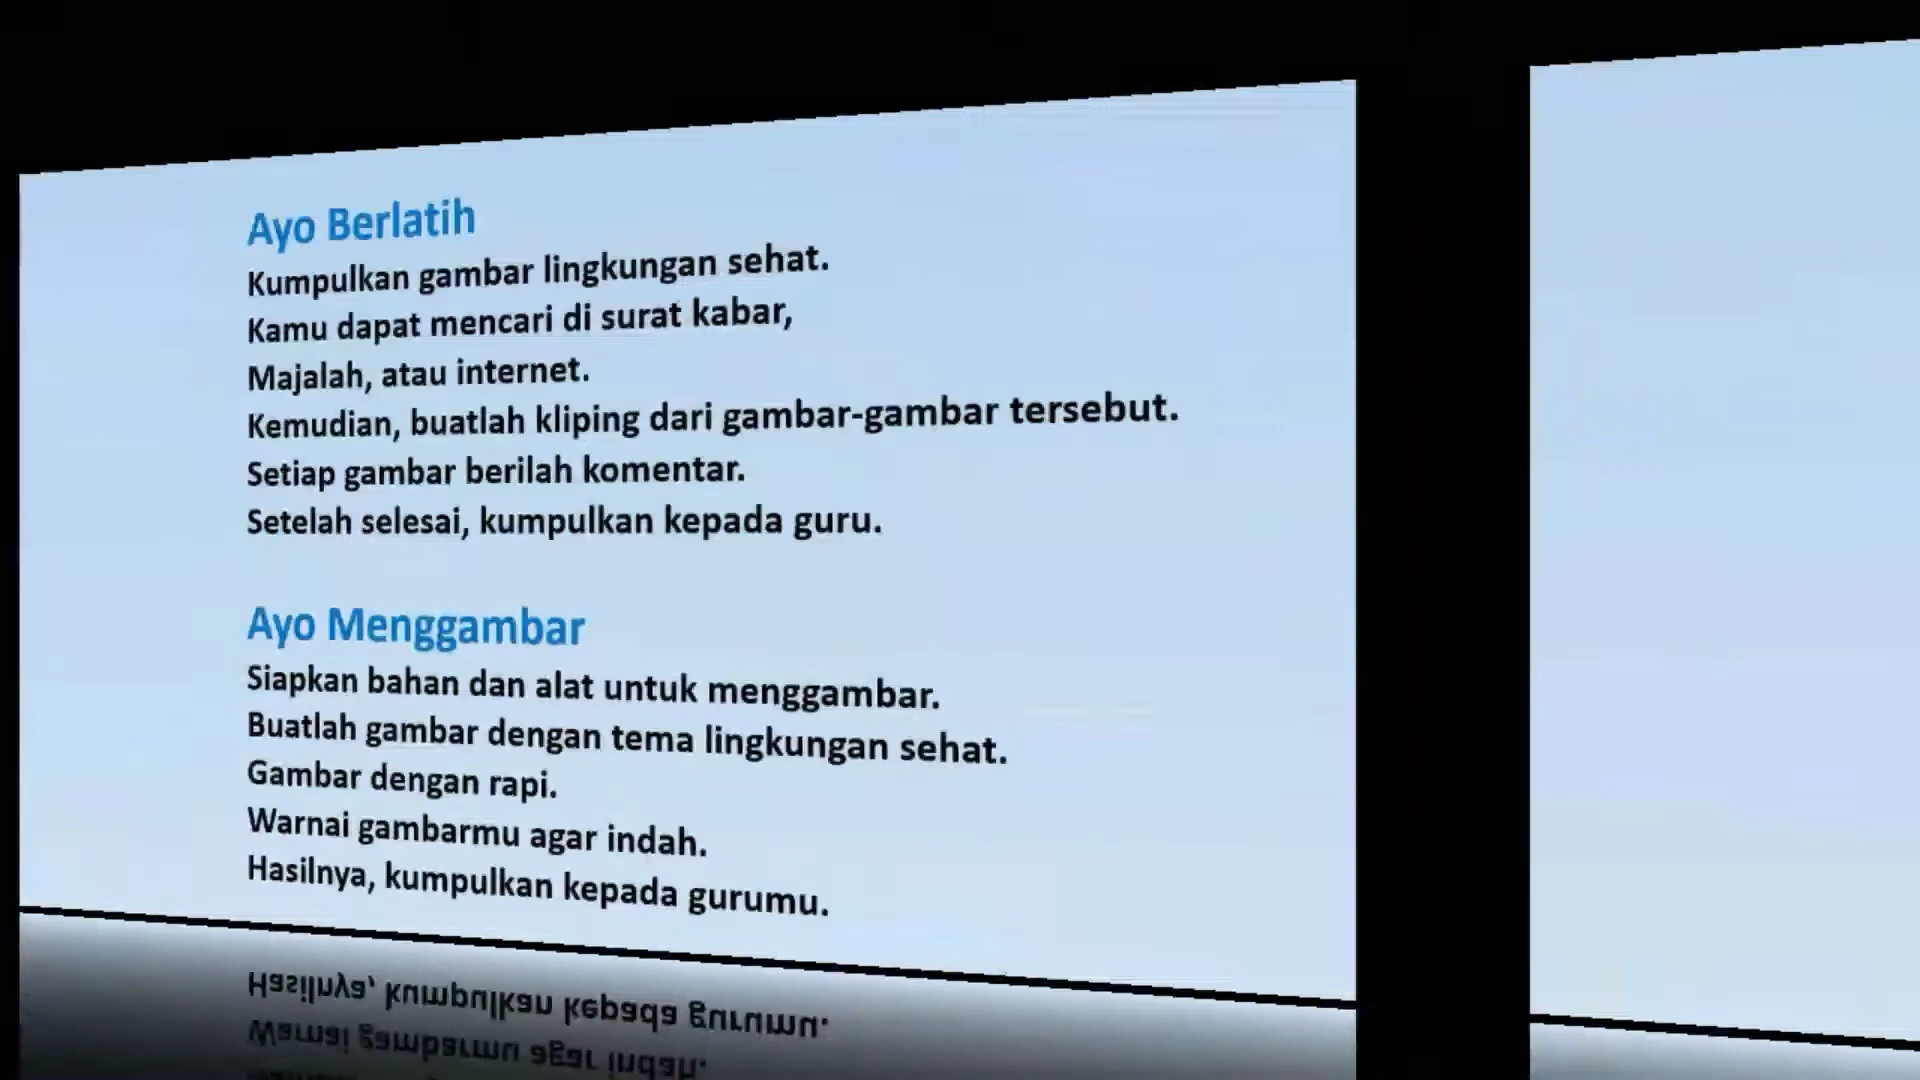 Ayo Berlatih
Kumpulkan gambar lingkungan sehat.
Kamu dapat mencari di surat kabar,
Majalah, atau internet.
Kemudian, buatlah kliping dari gambar-gambar tersebut.
Setiap gambar berilah komentar.
Setelah selesai, kumpulkan kepada guru.
Ayo Menggambar
Siapkan bahan dan alat untuk menggambar.
Buatlah gambar dengan tema lingkungan sehat.
Gambar dengan rapi.
Warnai gambarmu agar indah.
Hasilnya, kumpulkan kepada gurumu.